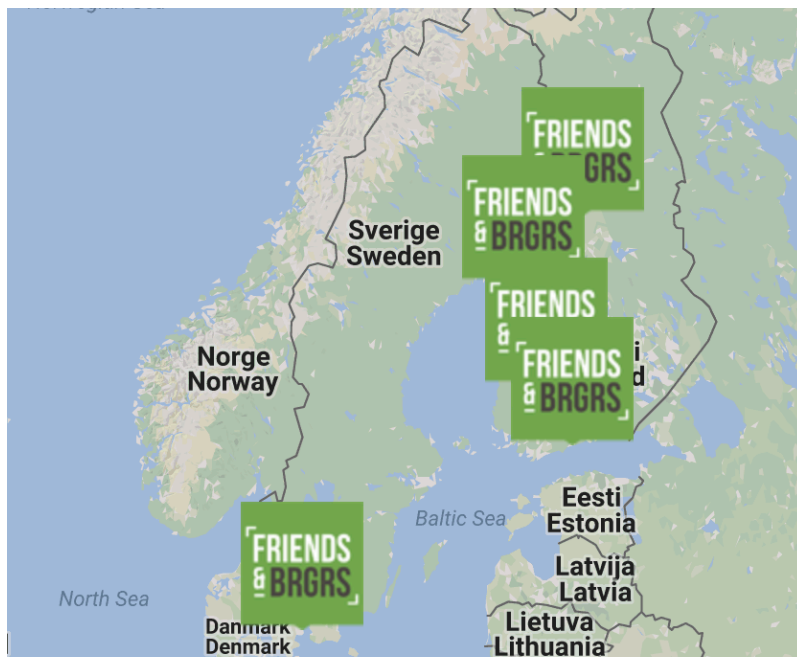 FRIENDS
GRS
FRIENDS
& BRGRS
Sverige
Sweden
FRIENDS
&
Norge
Norway
FRIENDS
& BRGRS
i
d
Eesti
Estonia
Baltic Sea
FRIENDS
& BRGRS
Latvija
Latvia
North Sea
Lietuva
Lithuania
Danmark
Denmark